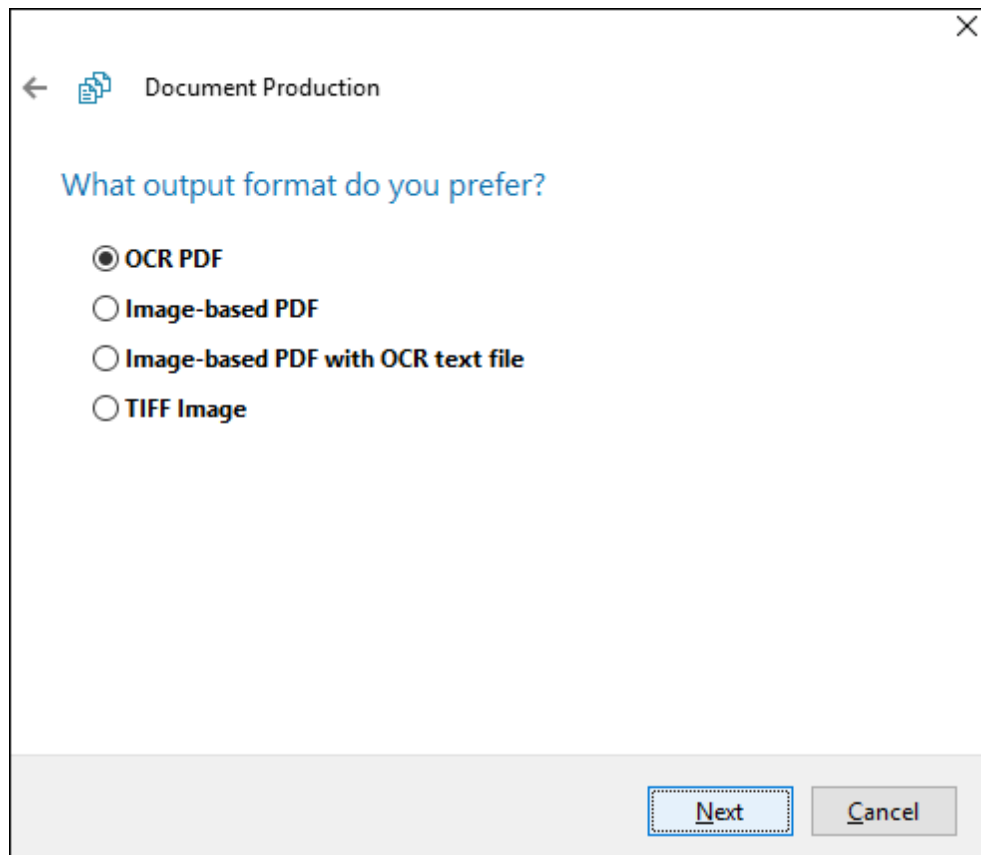 Document Production
What output format do you prefer?
OCR PDF
Image-based PDF
Image-based PDF with OCR text file
TIFF Image
Next
Cancel